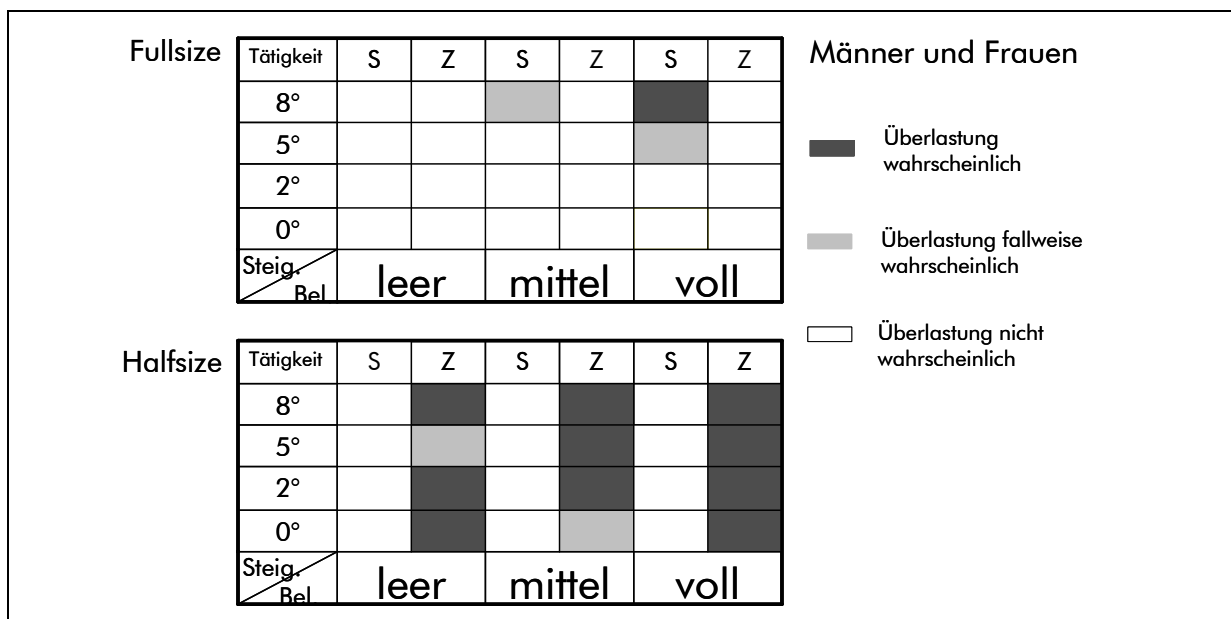 Fullsize
Tätigkeit S Z S Z S Z
8°
5°
2°
0°
Steig.
Bel
leer mittel voll
Männer und Frauen
Überlastung
wahrscheinlich
Überlastung fallweise
wahrscheinlich
Überlastung nicht
wahrscheinlich
Halfsize
Tätigkeit S Z S Z S Z
8°
5°
2°
0°
Steig.
Bel.
leer mittel voll